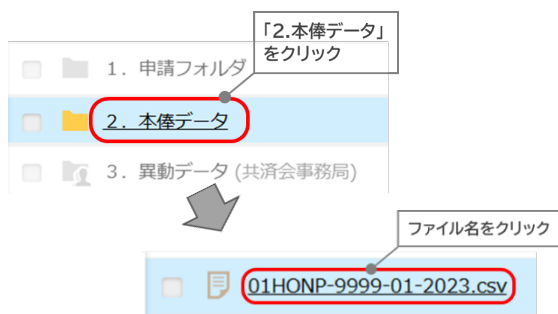 「2.本俸データ」
をクリック
1．申請フォルダ
2．本俸データ
3．異動データ (共済会事務局)
ファイル名をクリック
01HONP-9999-01-2023.csv